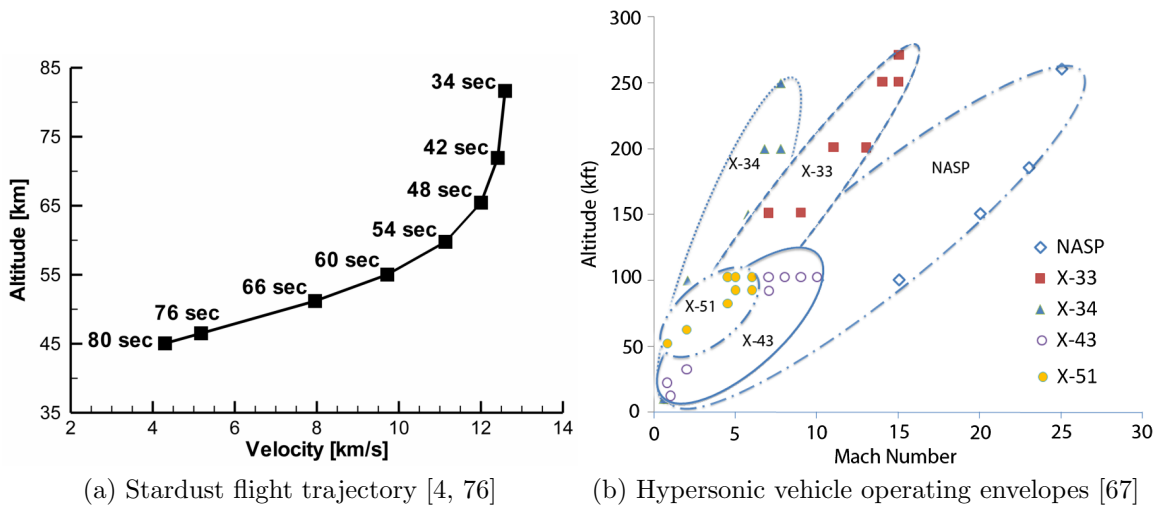 85
75
65
55
45
35
Altitude [km]
34 sec
42 sec
48 sec
54 sec
60 sec
66 sec
76 sec
80 sec
2 4 6 8 10 12 14
Velocity [km/s]
(a) Stardust flight trajectory [4, 76]
300
250
200
150
100
50
0
Altitude (kft)
X-34
X-33
NASP
X-51
X-43
NASP
X-33
X-34
X-43
X-51
0 5 10 15 20 25 30
Mach Number
(b) Hypersonic vehicle operating envelopes [67]